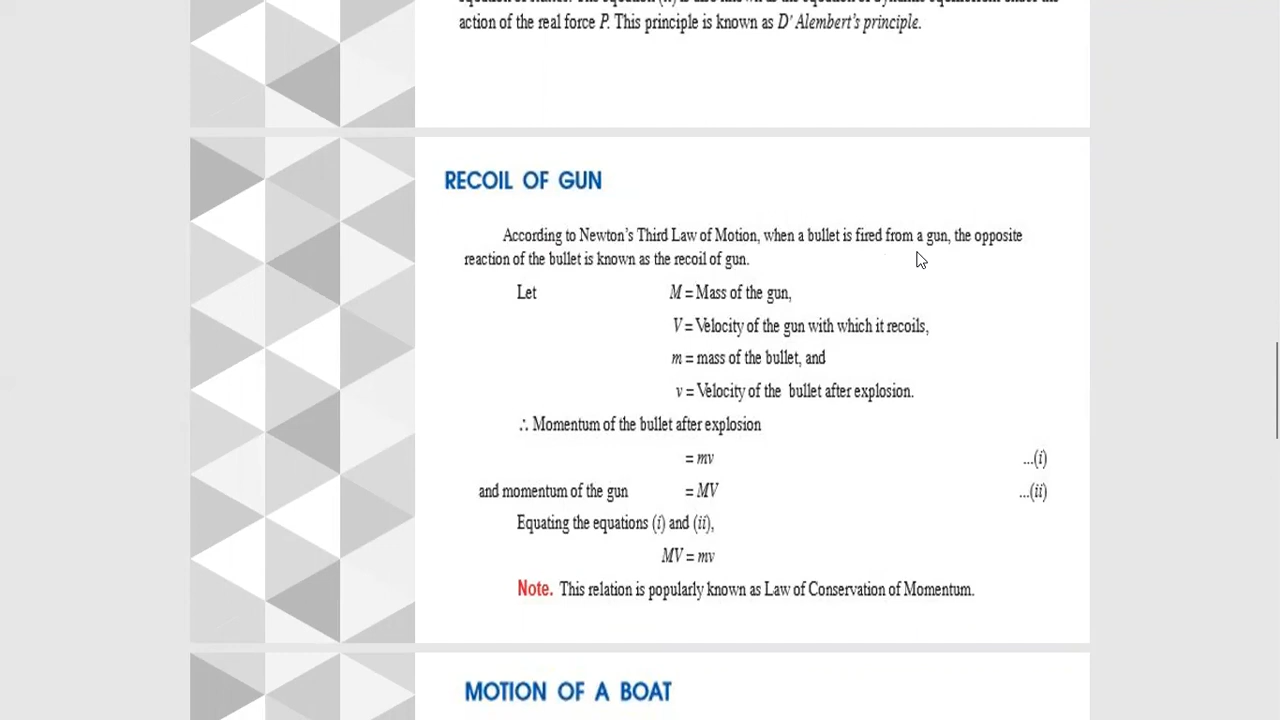 action of the real force P. This principle is known as D' Alembert's principle.
RECOIL OF GUN
According to Newton's Third Law of Motion, when a bullet is fired from a gun, the opposite
reaction of the bullet is known as the recoil of gun.
Let M = Mass of the gun,
V = Velocity of the gun with which it recoils,
m = mass of the bullet, and
v = Velocity of the bullet after explosion.
∴ Momentum of the bullet after explosion
= mv ...(i)
and momentum of the gun = MV ...(ii)
Equating the equations (i) and (ii),
MV = mv
Note. This relation is popularly known as Law of Conservation of Momentum.
MOTION OF A BOAT